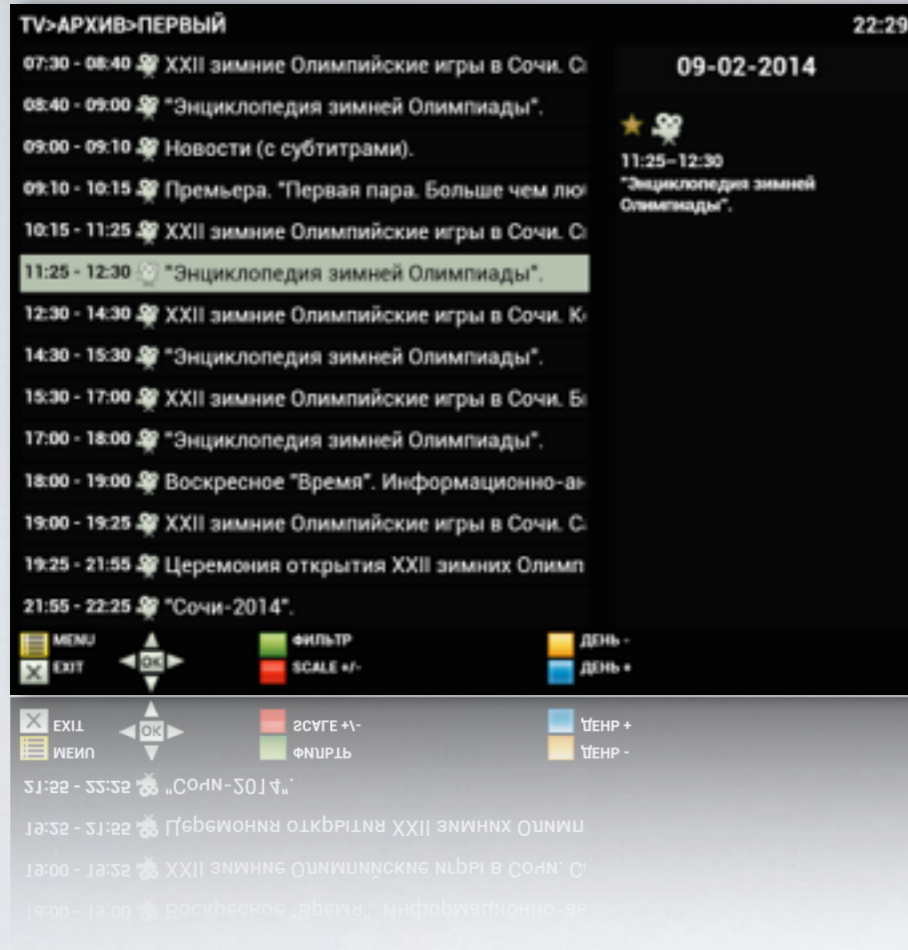 TV>АРХИВ>ПЕРВЫЙ 22:29
07:30 - 08:40 XXII зимние Олимпийские игры в Сочи. С
08:40 - 09:00 "Энциклопедия зимней Олимпиады".
09:00 - 09:10 Новости (с субтитрами).
09:10 - 10:15 Премьера. "Первая пара. Больше чем лю
10:15 - 11:25 XXII зимние Олимпийские игры в Сочи. С
11:25 - 12:30 "Энциклопедия зимней Олимпиады".
12:30 - 14:30 XXII зимние Олимпийские игры в Сочи. К
14:30 - 15:30 "Энциклопедия зимней Олимпиады".
15:30 - 17:00 XXII зимние Олимпийские игры в Сочи. Б
17:00 - 18:00 "Энциклопедия зимней Олимпиады".
18:00 - 19:00 Воскресное "Время". Информационно-ан
19:00 - 19:25 XXII зимние Олимпийские игры в Сочи. С
19:25 - 21:55 Церемония открытия XXII зимних Олимп
21:55 - 22:25 "Сочи-2014".
09-02-2014
11:25–12:30
"Энциклопедия зимней
Олимпиады".
MENU OK ФИЛЬТР ДЕНЬ -
EXIT SCALE +/- ДЕНЬ +